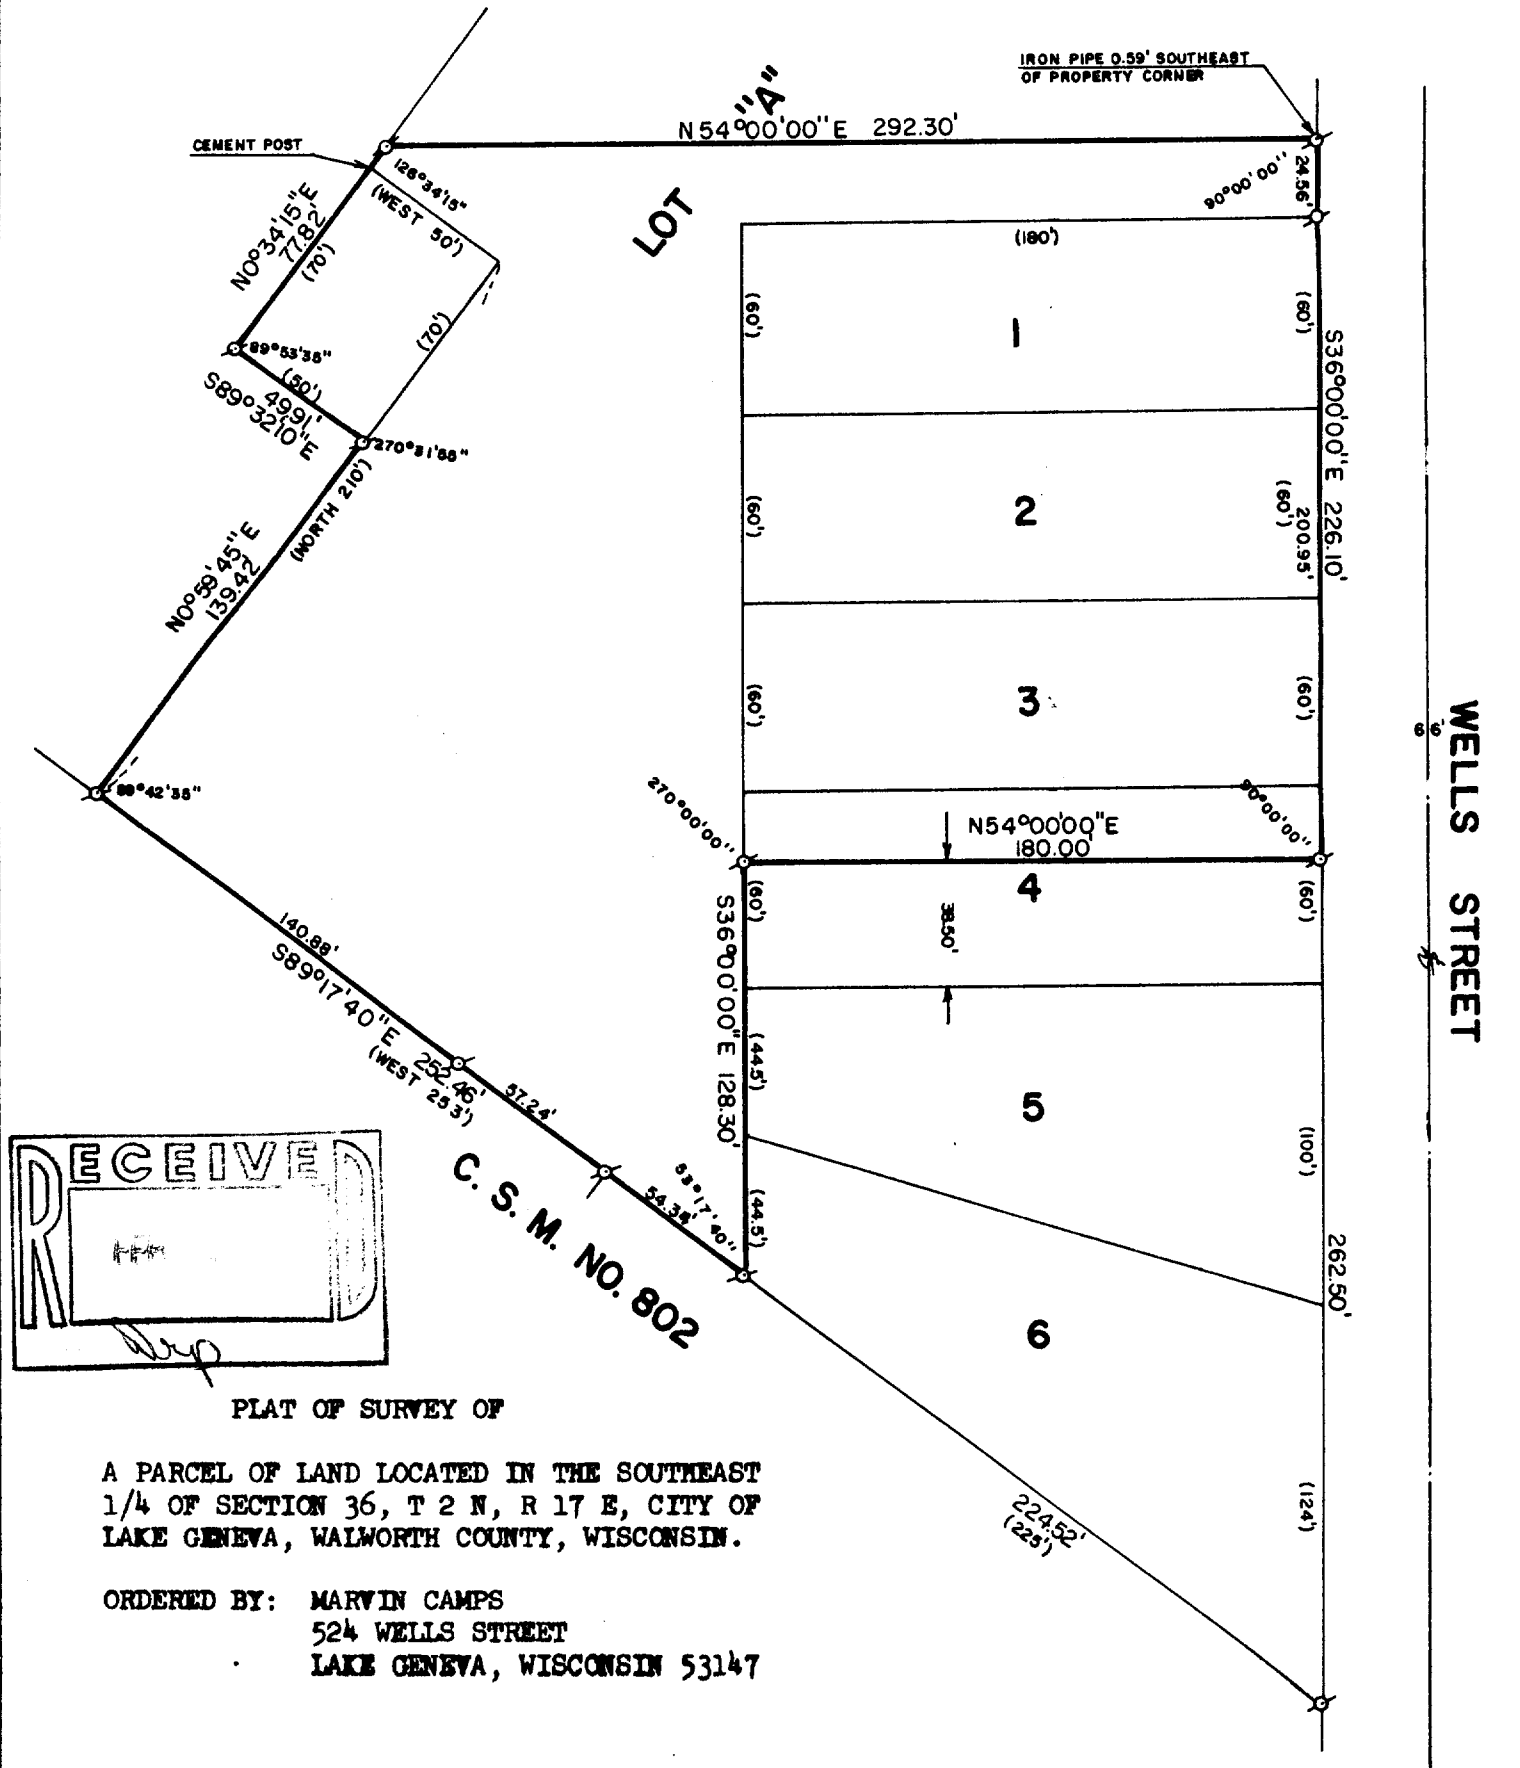 IRON PIPE 0.59' SOUTHEAST
OF PROPERTY CORNER
LOT "A"
N54°00'00"E 292.30'
CEMENT POST
126°34'15"
(WEST 50')
90°00'00"
24.56'
N0°34'15"E
77.82'
(70')
(70')
89°53'35"
(50')
49.91'
S89°32'10"E
270°31'55"
(NORTH 210')
N0°59'45"E
139.42'
(180')
(60')
1
(60')
S36°00'00"E 226.10'
(60')
2
(60')
200.95'
(60')
3
(60')
66'
WELLS STREET
89°42'35"
270°00'00"
90°00'00"
N54°00'00"E
180.00'
(60')
4
(60')
38.50'
S36°00'00"E 128.30'
140.88'
S89°17'40"E 252.46'
(WEST 253')
57.24'
(44.5')
5
(100')
53°17'40"
54.34'
(44.5')
C. S. M. NO. 802
262.50'
6
(124')
224.52'
(225')
RECEIVED
PLAT OF SURVEY OF
A PARCEL OF LAND LOCATED IN THE SOUTHEAST
1/4 OF SECTION 36, T 2 N, R 17 E, CITY OF
LAKE GENEVA, WALWORTH COUNTY, WISCONSIN.
ORDERED BY: MARVIN CAMPS
524 WELLS STREET
LAKE GENEVA, WISCONSIN 53147